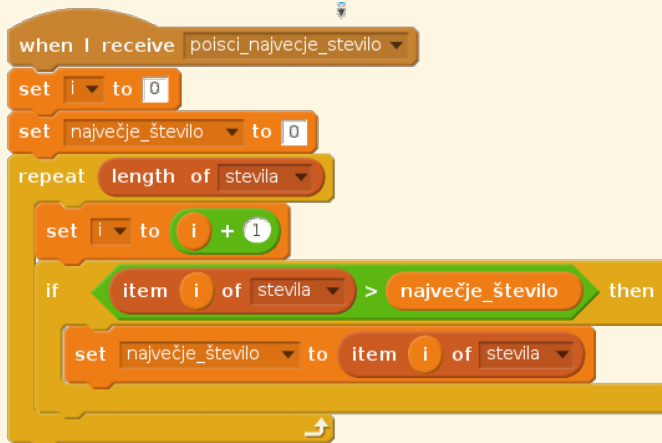 when I receive poisci_najvecje_stevilo
set i to 0
set največje_število to 0
repeat length of stevila
set i to i + 1
if item i of stevila > največje_število then
set največje_število to item i of stevila